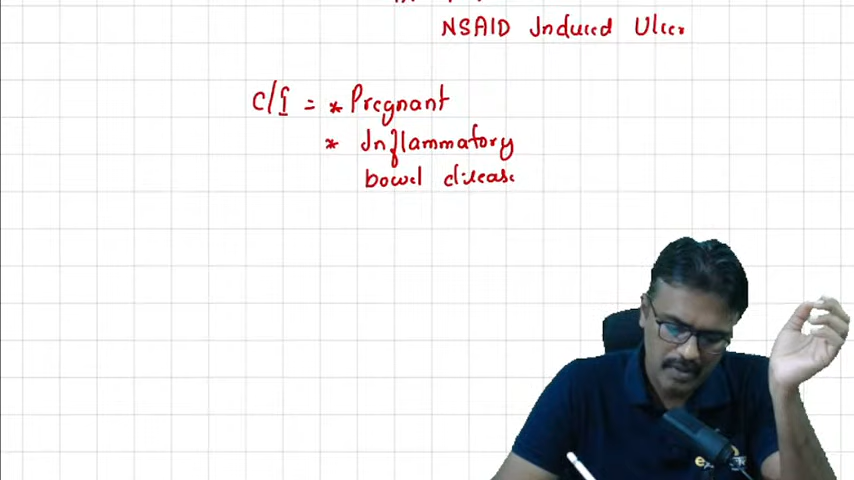 NSAID Induced Ulcer
C/I = * Pregnant
* Inflammatory
bowel disease